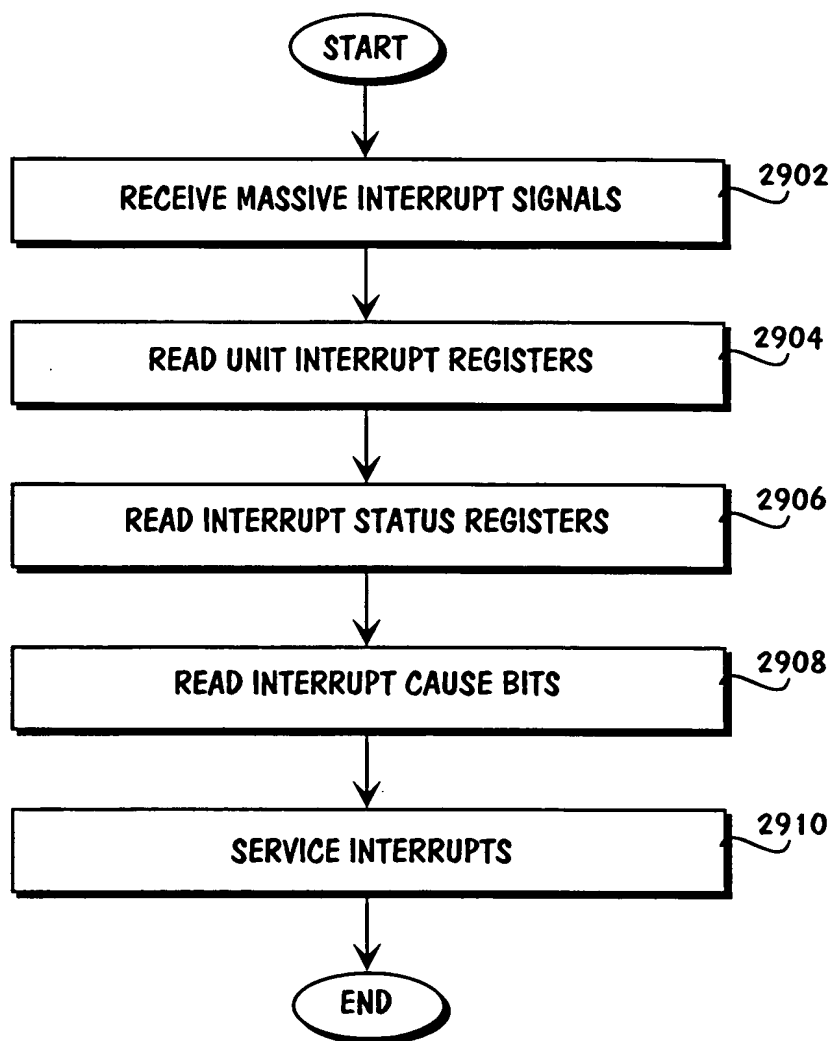 START
RECEIVE MASSIVE INTERRUPT SIGNALS
2902
READ UNIT INTERRUPT REGISTERS
2904
READ INTERRUPT STATUS REGISTERS
2906
READ INTERRUPT CAUSE BITS
2908
SERVICE INTERRUPTS
2910
END